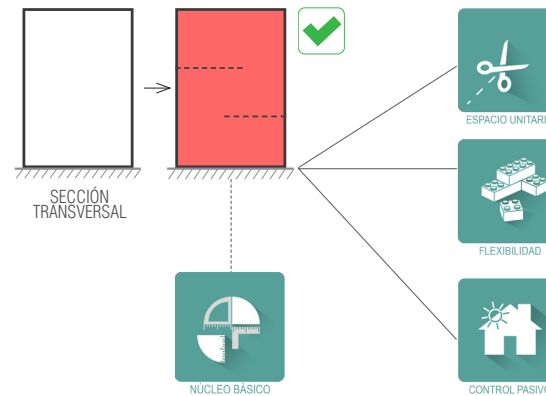 SECCIÓN
TRANSVERSAL
NÚCLEO BÁSICO
ESPACIO UNITARI
FLEXIBILIDAD
CONTROL PASIVO